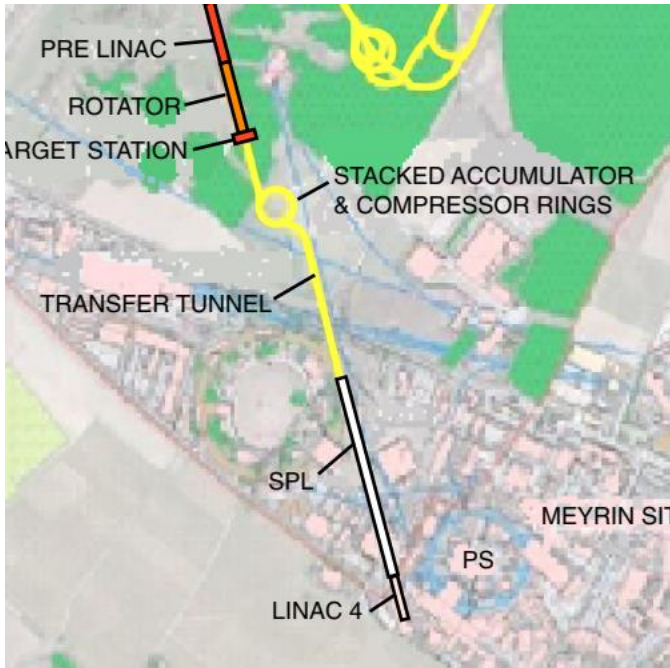 PRE LINAC
ROTATOR
ARGET STATION
STACKED ACCUMULATOR
& COMPRESSOR RINGS
TRANSFER TUNNEL
SPL
MEYRIN SIT
PS
LINAC 4